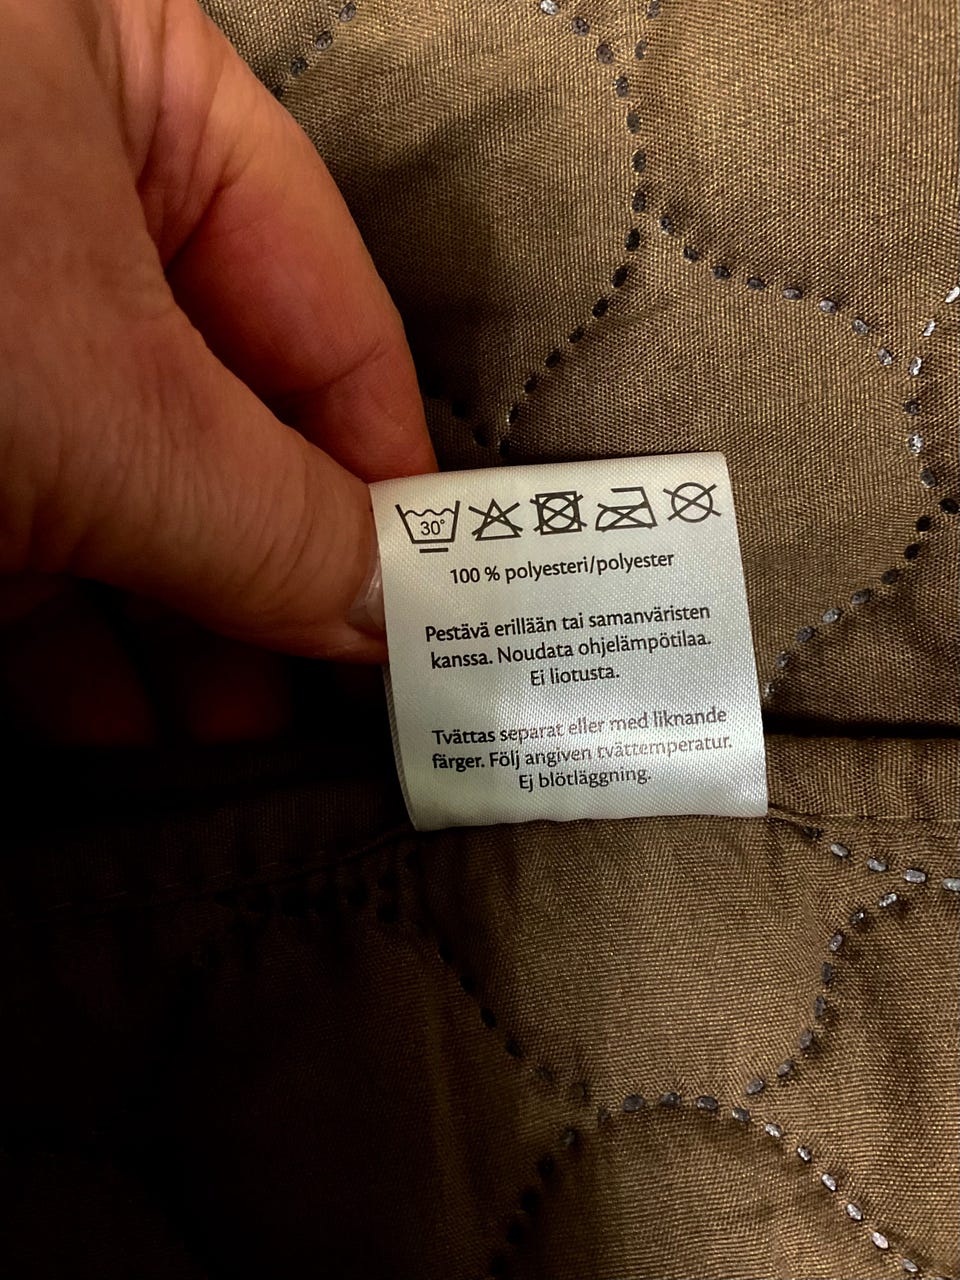 30°
100 % polyesteri/polyester
Pestävä erillään tai samanväristen
kanssa. Noudata ohjelämpötilaa.
Ei liotusta.
Tvättas separat eller med liknande
färger. Följ angiven tvättemperatur.
Ej blötläggning.